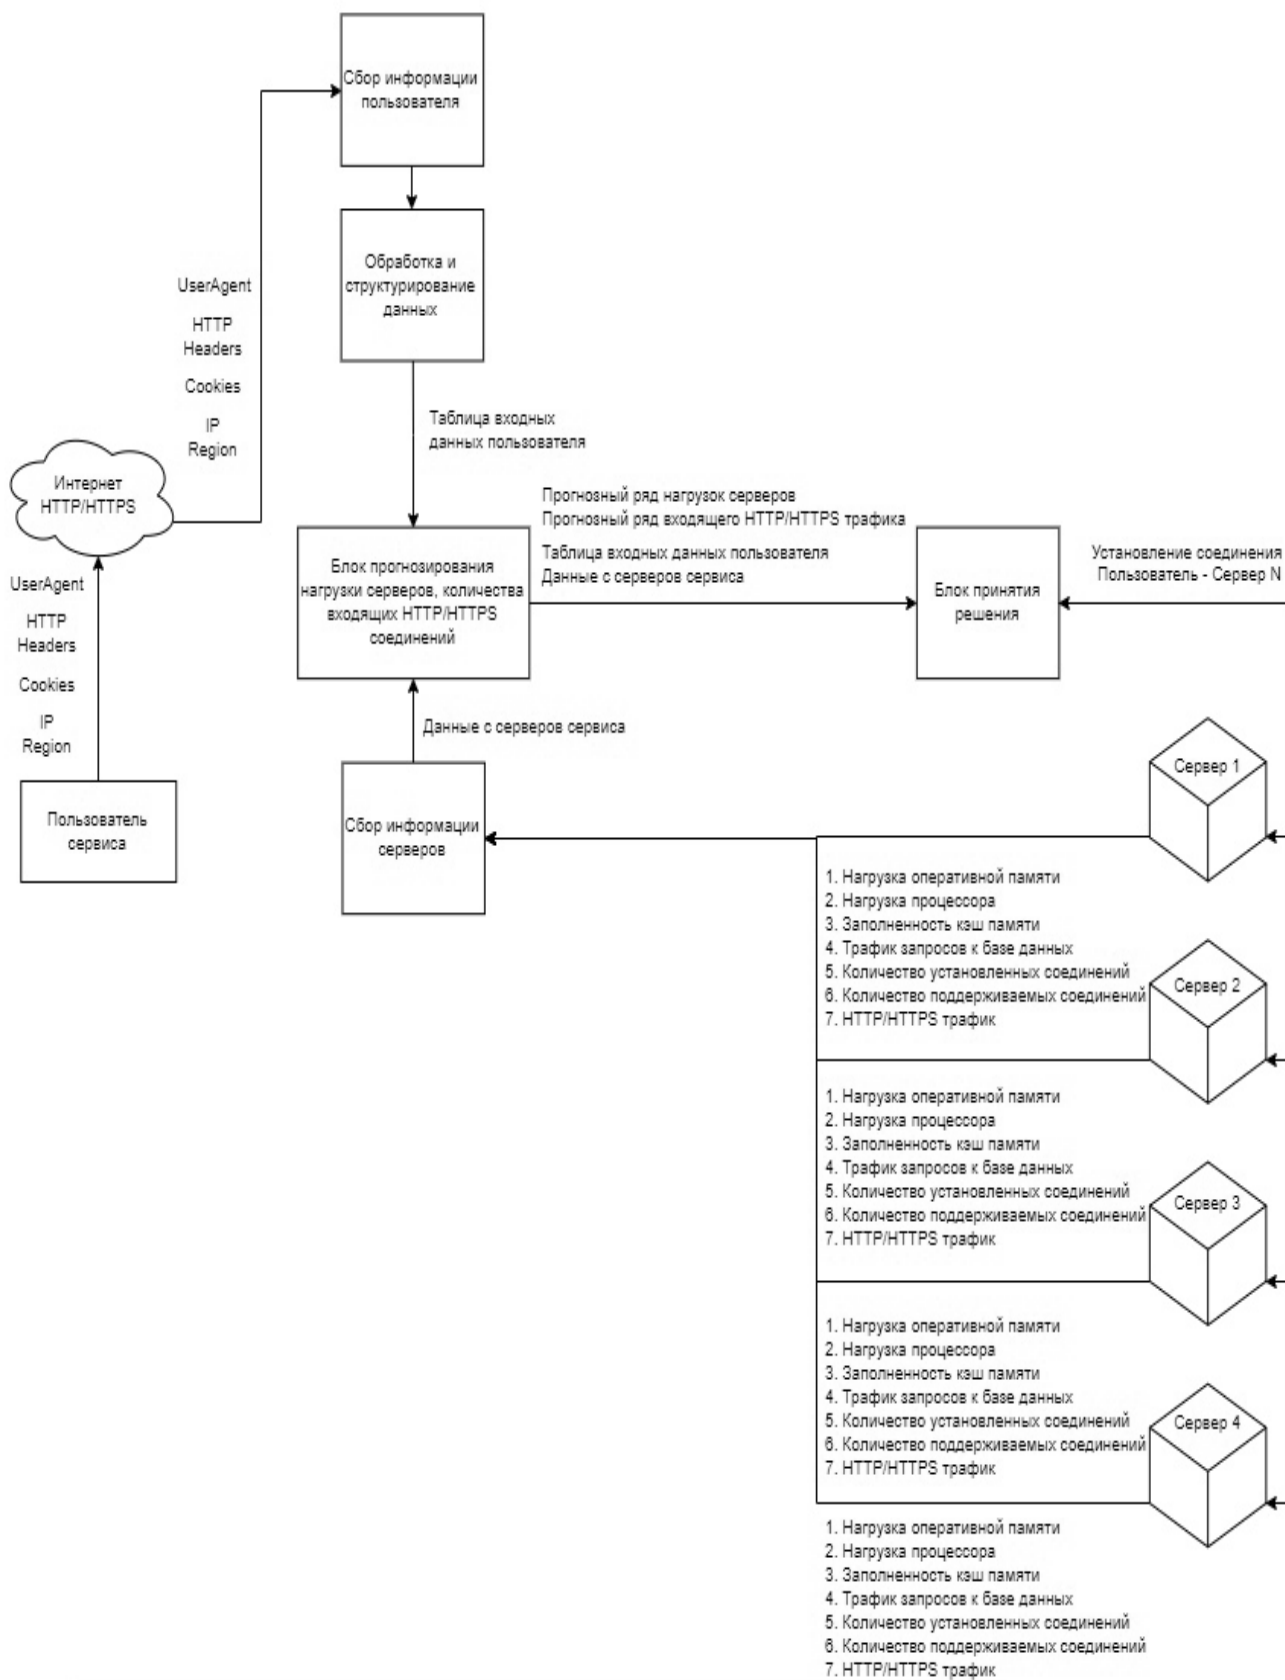 Сбор информации
пользователя
Обработка и
структурирование
данных
UserAgent
HTTP
Headers
Cookies
IP
Region
Таблица входных
данных пользователя
Интернет
HTTP/HTTPS
Прогнозный ряд нагрузок серверов
Прогнозный ряд входящего HTTP/HTTPS трафика
Таблица входных данных пользователя
Данные с серверов сервиса
Блок прогнозирования
нагрузки серверов, количества
входящих HTTP/HTTPS
соединений
Блок принятия
решения
Установление соединения
Пользователь - Сервер N
UserAgent
HTTP
Headers
Cookies
IP
Region
Данные с серверов сервиса
Пользователь
сервиса
Сбор информации
серверов
Сервер 1
1. Нагрузка оперативной памяти
2. Нагрузка процессора
3. Заполненность кэш памяти
4. Трафик запросов к базе данных
5. Количество установленных соединений
6. Количество поддерживаемых соединений
7. HTTP/HTTPS трафик
Сервер 2
1. Нагрузка оперативной памяти
2. Нагрузка процессора
3. Заполненность кэш памяти
4. Трафик запросов к базе данных
5. Количество установленных соединений
6. Количество поддерживаемых соединений
7. HTTP/HTTPS трафик
Сервер 3
1. Нагрузка оперативной памяти
2. Нагрузка процессора
3. Заполненность кэш памяти
4. Трафик запросов к базе данных
5. Количество установленных соединений
6. Количество поддерживаемых соединений
7. HTTP/HTTPS трафик
Сервер 4
1. Нагрузка оперативной памяти
2. Нагрузка процессора
3. Заполненность кэш памяти
4. Трафик запросов к базе данных
5. Количество установленных соединений
6. Количество поддерживаемых соединений
7. HTTP/HTTPS трафик